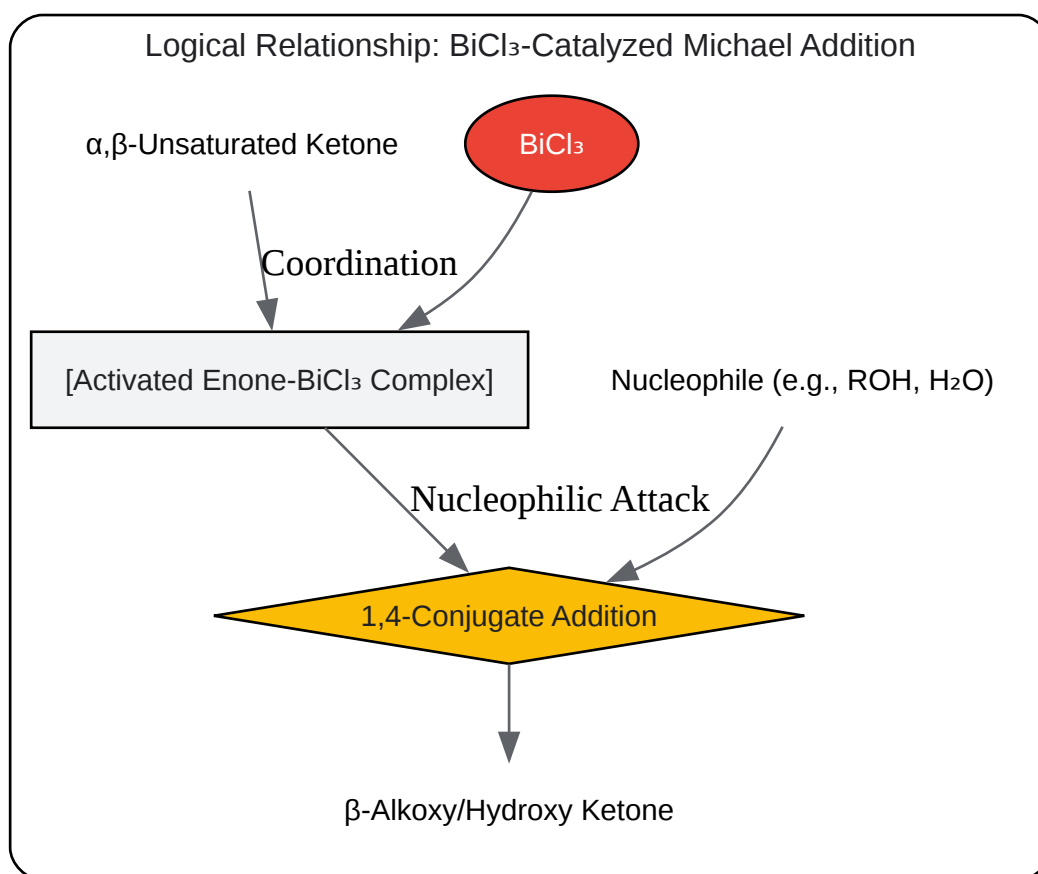 Logical Relationship: BiCl₃-Catalyzed Michael Addition
α,β-Unsaturated Ketone
BiCl₃
Coordination
[Activated Enone-BiCl₃ Complex]
Nucleophile (e.g., ROH, H₂O)
Nucleophilic Attack
1,4-Conjugate Addition
β-Alkoxy/Hydroxy Ketone